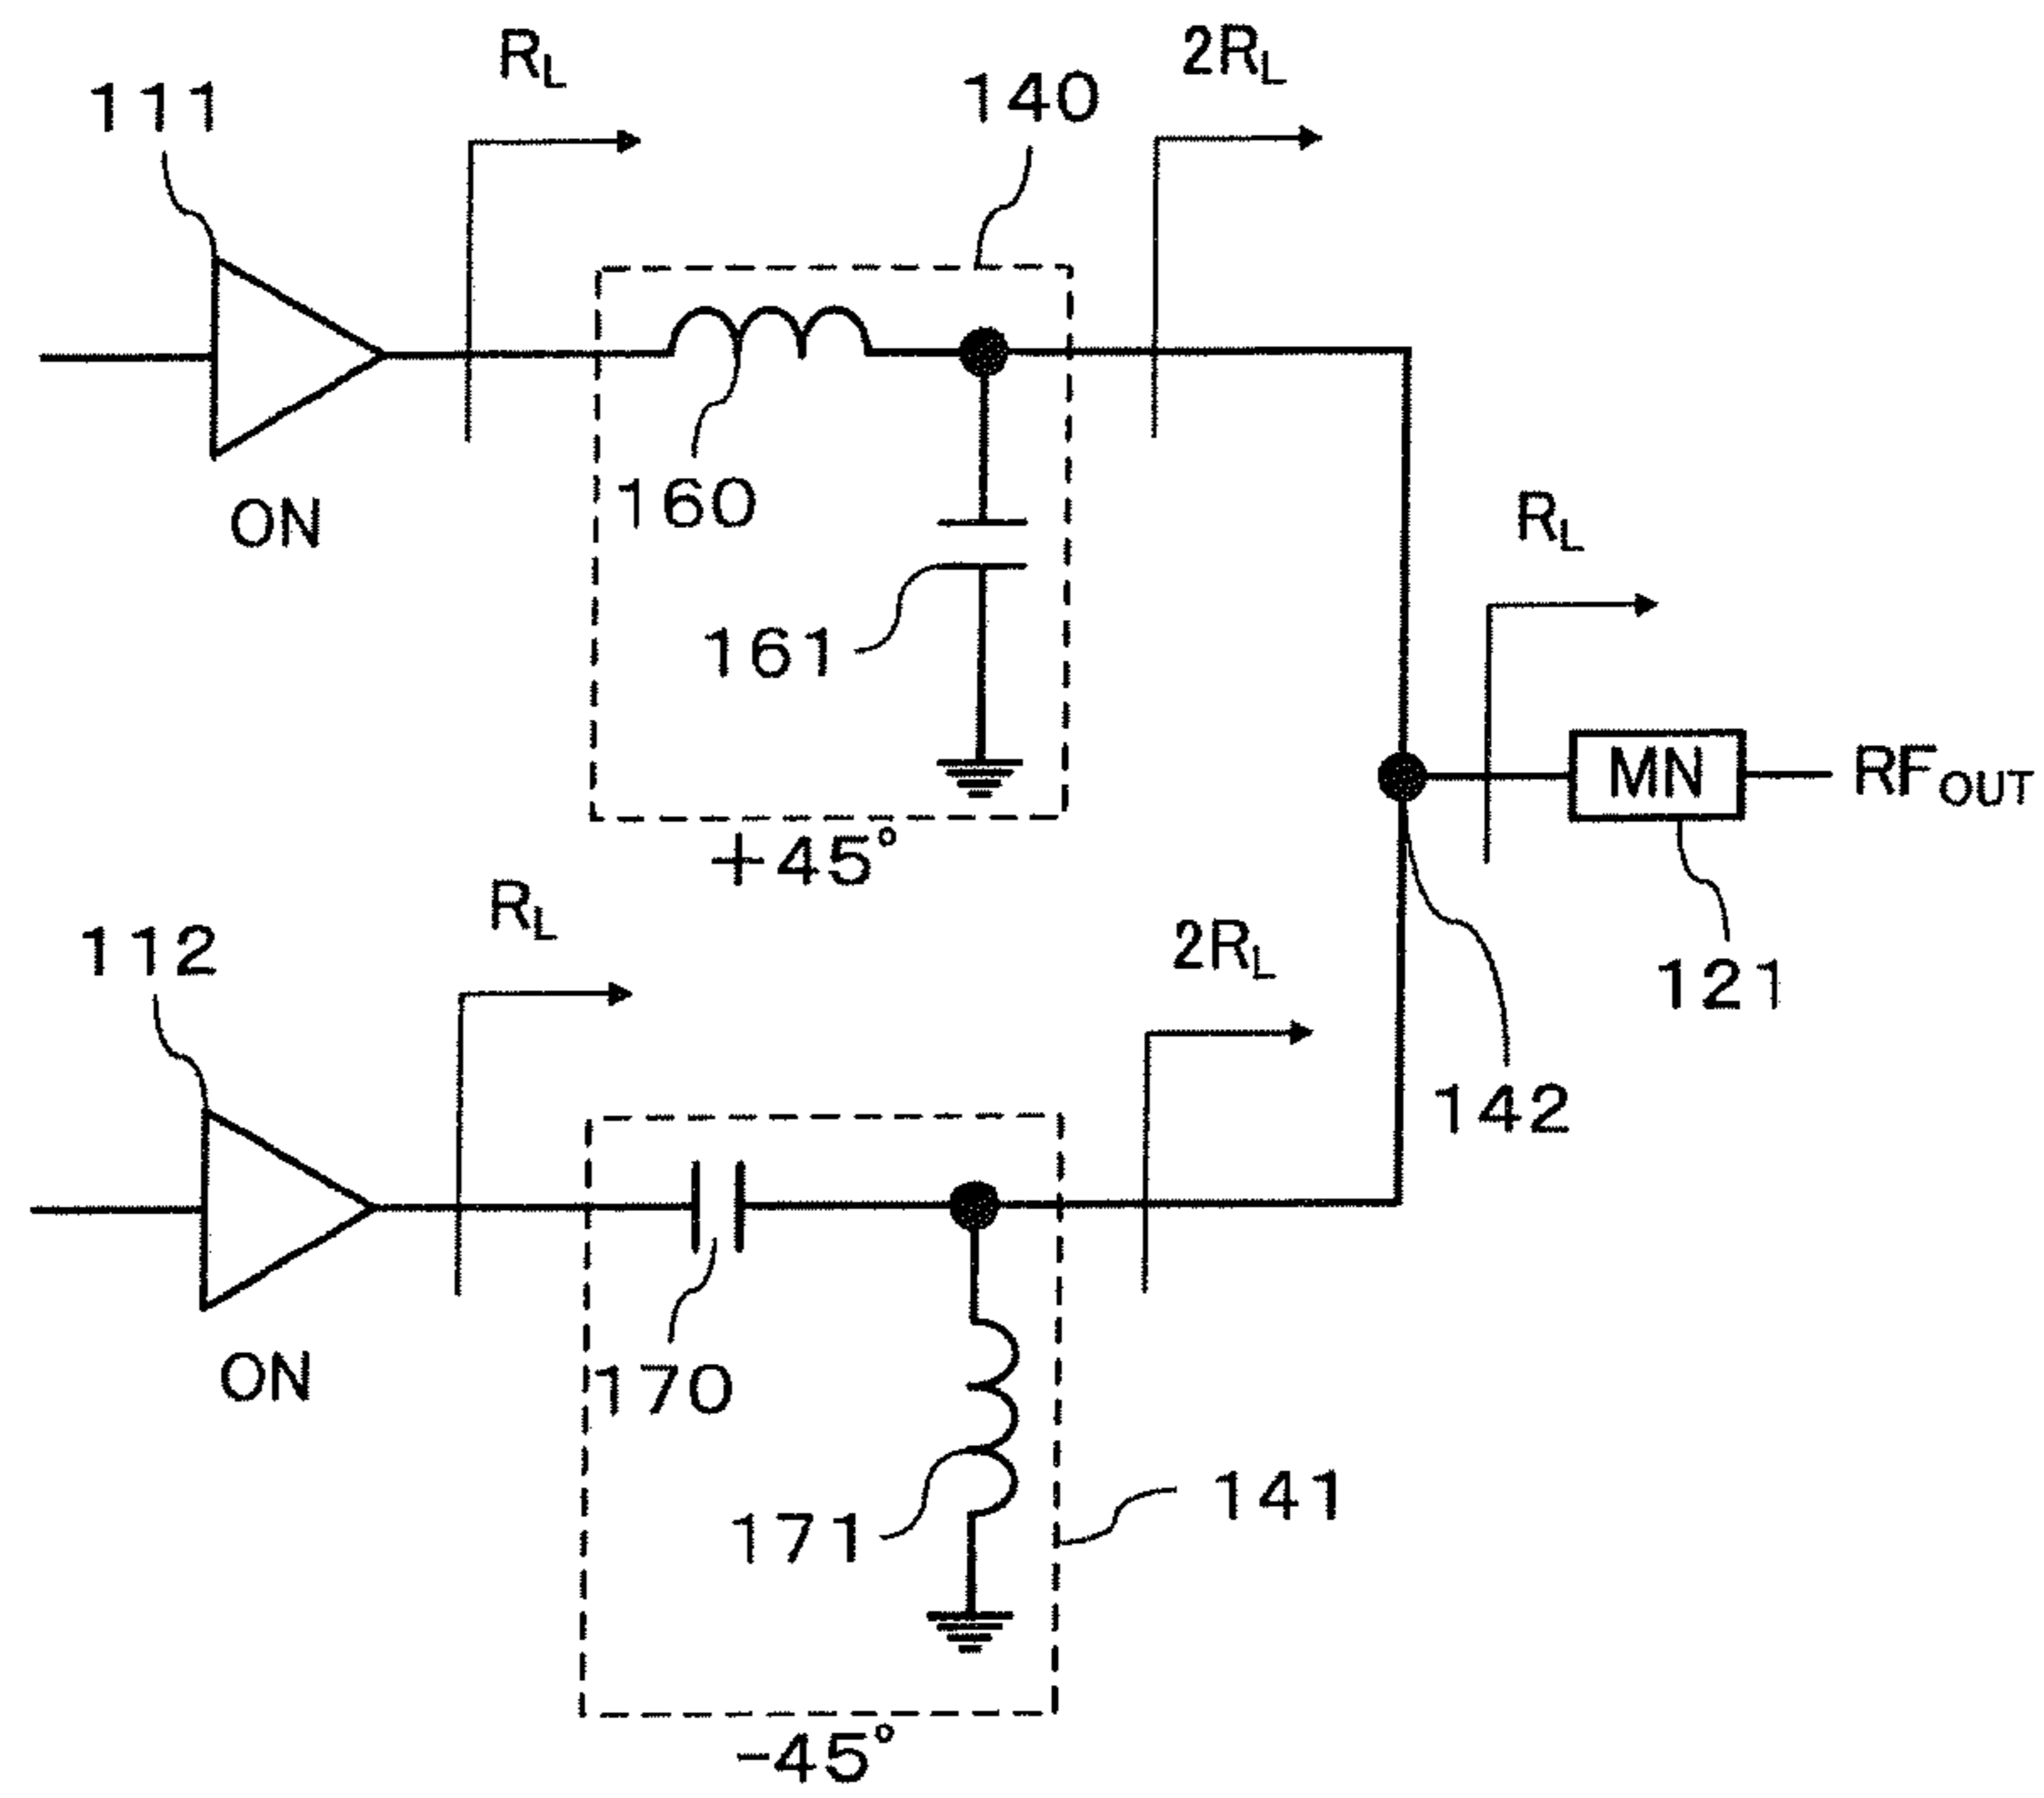 R_L
2R_L
111
140
ON
160
161
R_L
MN
RF_OUT
+45°
R_L
112
2R_L
121
142
ON
170
171
141
-45°